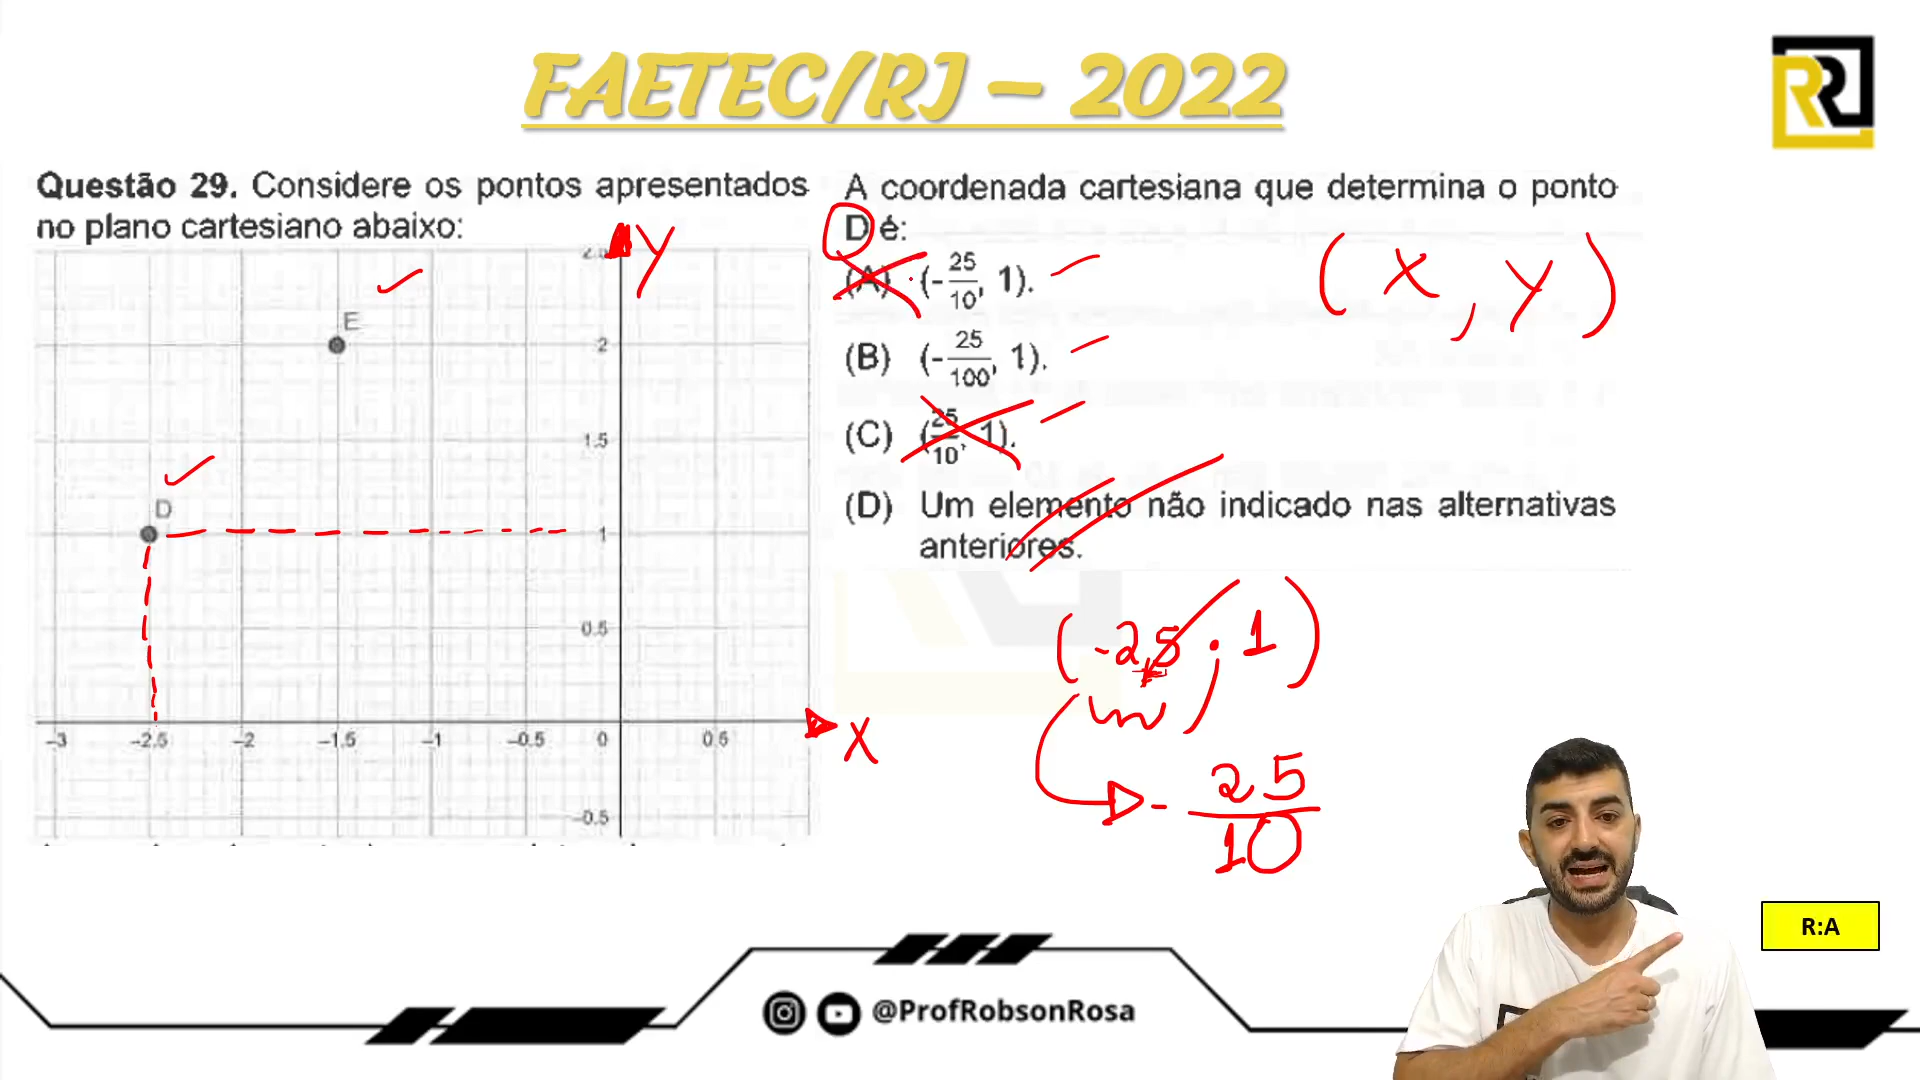 FAETEC/RJ – 2022
RR
Questão 29. Considere os pontos apresentados
no plano cartesiano abaixo:
Y
E
2
1.5
D
1
0.5
-3 -2.5 -2 -1.5 -1 -0.5 0 0.5
X
-0.5
A coordenada cartesiana que determina o ponto
D é:
(A) (-25/10, 1).
(B) (-25/100, 1).
(C) (25/10, 1).
(D) Um elemento não indicado nas alternativas
anteriores.
(X, Y)
(-2,5 ; 1)
- 25/10
R:A
@ProfRobsonRosa